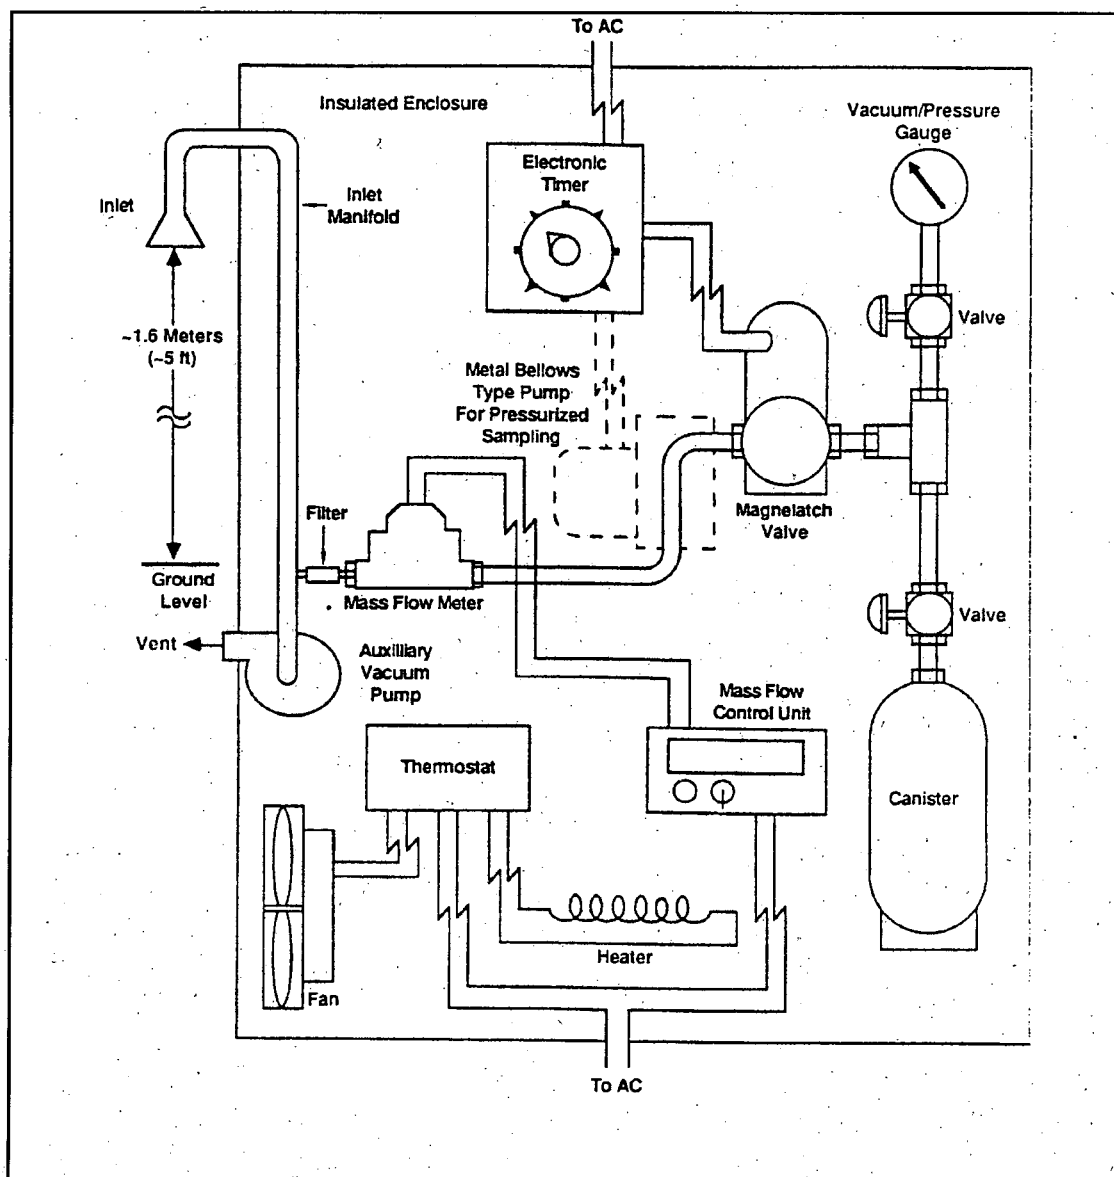 To AC
Insulated Enclosure
Vacuum/Pressure
Gauge
Electronic
Timer
Inlet
Inlet
Manifold
~1.6 Meters
(~5 ft)
Valve
Metal Bellows
Type Pump
For Pressurized
Sampling
Magnelatch
Valve
Filter
Ground
Level
Mass Flow Meter
Valve
Vent
Auxilliary
Vacuum
Pump
Mass Flow
Control Unit
Thermostat
Canister
Heater
Fan
To AC